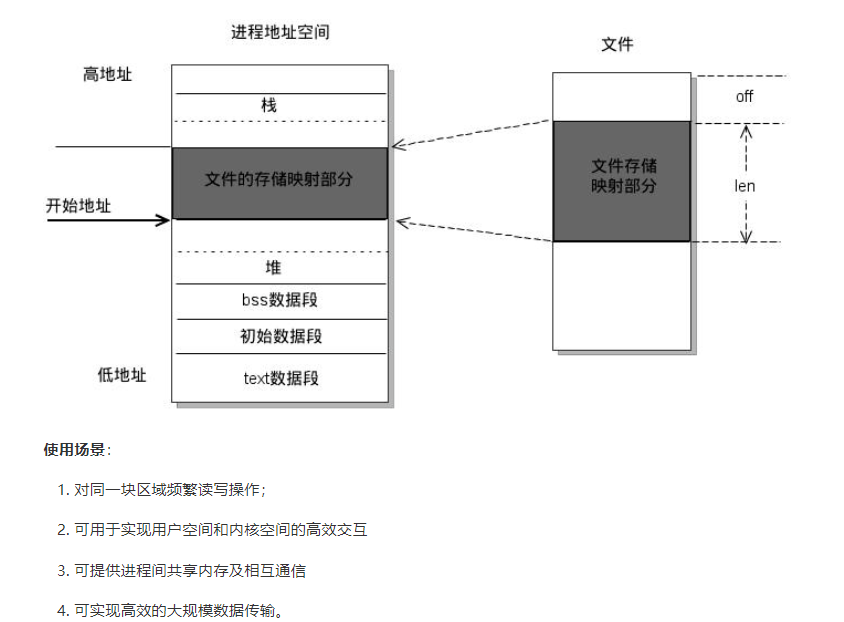 进程地址空间
文件
高地址
栈
off
文件的存储映射部分
文件存储
映射部分
len
开始地址
堆
bss数据段
初始数据段
低地址
text数据段
使用场景：
1. 对同一块区域频繁读写操作；
2. 可用于实现用户空间和内核空间的高效交互
3. 可提供进程间共享内存及相互通信
4. 可实现高效的大规模数据传输。